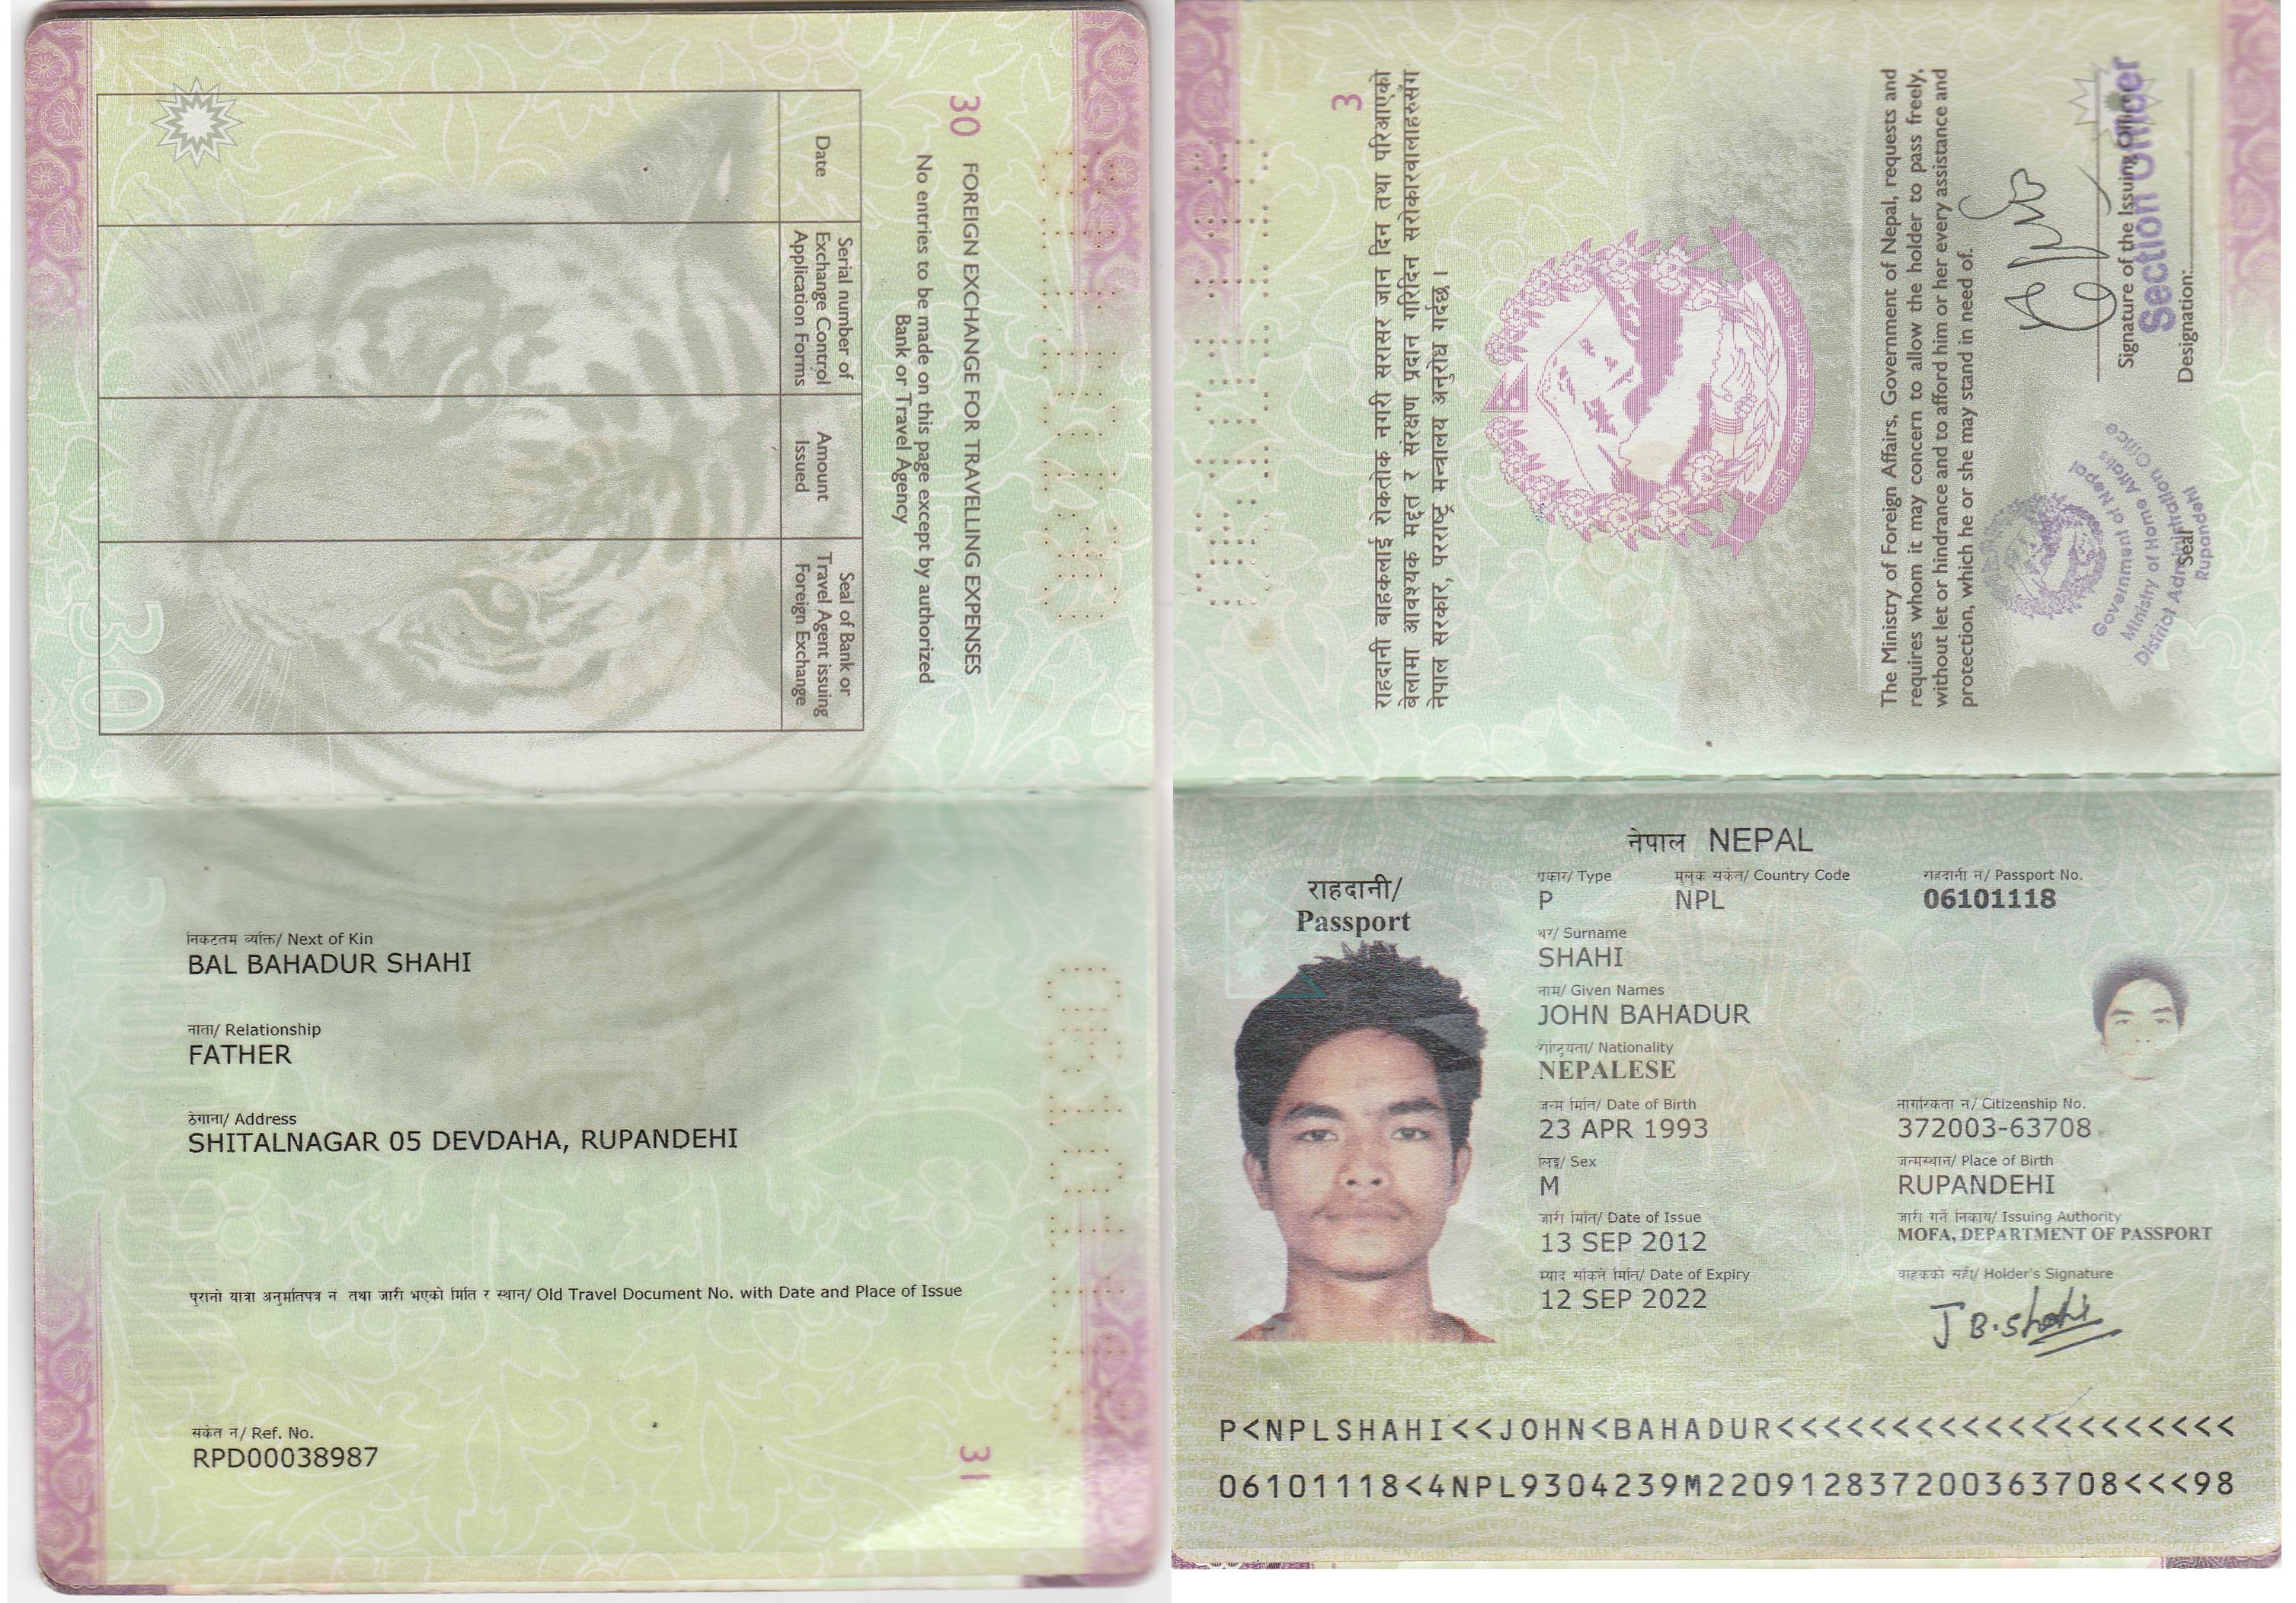 30 FOREIGN EXCHANGE FOR TRAVELLING EXPENSES
No entries to be made on this page except by authorized
Bank or Travel Agency
Date
Serial number of
Exchange Control
Application Forms
Amount
Issued
Seal of Bank or
Travel Agent issuing
Foreign Exchange
30
निकटतम व्यक्ति/ Next of Kin
BAL BAHADUR SHAHI
नाता/ Relationship
FATHER
ठेगाना/ Address
SHITALNAGAR 05 DEVDAHA, RUPANDEHI
पुरानो यात्रा अनुमतिपत्र नं तथा जारी भएको मिति र स्थान/ Old Travel Document No. with Date and Place of Issue
संकेत नं/ Ref. No.
RPD00038987
31
3
राहदानी बाहकलाई रोकतोक नगरी सरासर जान दिन तथा परिआएको
बेलामा आवश्यक मद्दत र संरक्षण प्रदान गरिदिन सरोकारवालाहरुसँग
नेपाल सरकार, परराष्ट्र मन्त्रालय अनुरोध गर्दछ ।
The Ministry of Foreign Affairs, Government of Nepal, requests and
requires whom it may concern to allow the holder to pass freely,
without let or hindrance and to afford him or her every assistance and
protection, which he or she may stand in need of.
Signature of the Issuing Officer
Section Officer
Designation:
Government of Nepal
Ministry of Home Affairs
District Administration Office
Rupandehi
Seal
नेपाल NEPAL
राहदानी/
Passport
प्रकार/ Type
P
मुलुक संकेत/ Country Code
NPL
राहदानी नं/ Passport No.
06101118
थर/ Surname
SHAHI
नाम/ Given Names
JOHN BAHADUR
राष्ट्रियता/ Nationality
NEPALESE
जन्म मिति/ Date of Birth
23 APR 1993
नागरिकता नं/ Citizenship No.
372003-63708
लिङ्ग/ Sex
M
जन्मस्थान/ Place of Birth
RUPANDEHI
जारी मिति/ Date of Issue
13 SEP 2012
जारी गर्ने निकाय/ Issuing Authority
MOFA, DEPARTMENT OF PASSPORT
म्याद सकिने मिति/ Date of Expiry
12 SEP 2022
वाहकको सही/ Holder's Signature
J B.Shahi
P<NPLSHAHI<<JOHN<BAHADUR<<<<<<<<<<<<<<<<<<<<
06101118<4NPL9304239M220912837200363708<<<98